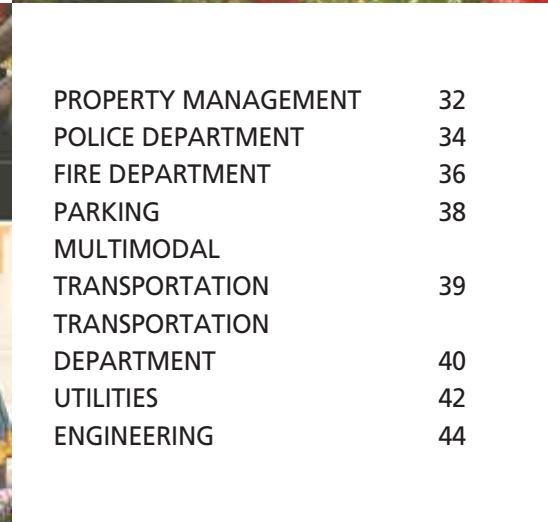 PROPERTY MANAGEMENT 32
POLICE DEPARTMENT 34
FIRE DEPARTMENT 36
PARKING 38
MULTIMODAL
TRANSPORTATION 39
TRANSPORTATION
DEPARTMENT 40
UTILITIES 42
ENGINEERING 44